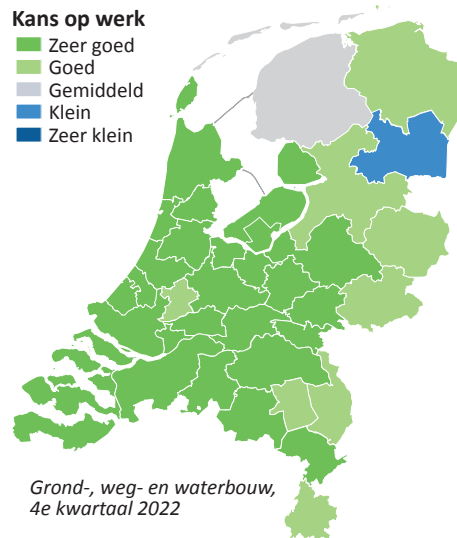 Kans op werk
Zeer goed
Goed
Gemiddeld
Klein
Zeer klein
Grond-, weg- en waterbouw,
4e kwartaal 2022